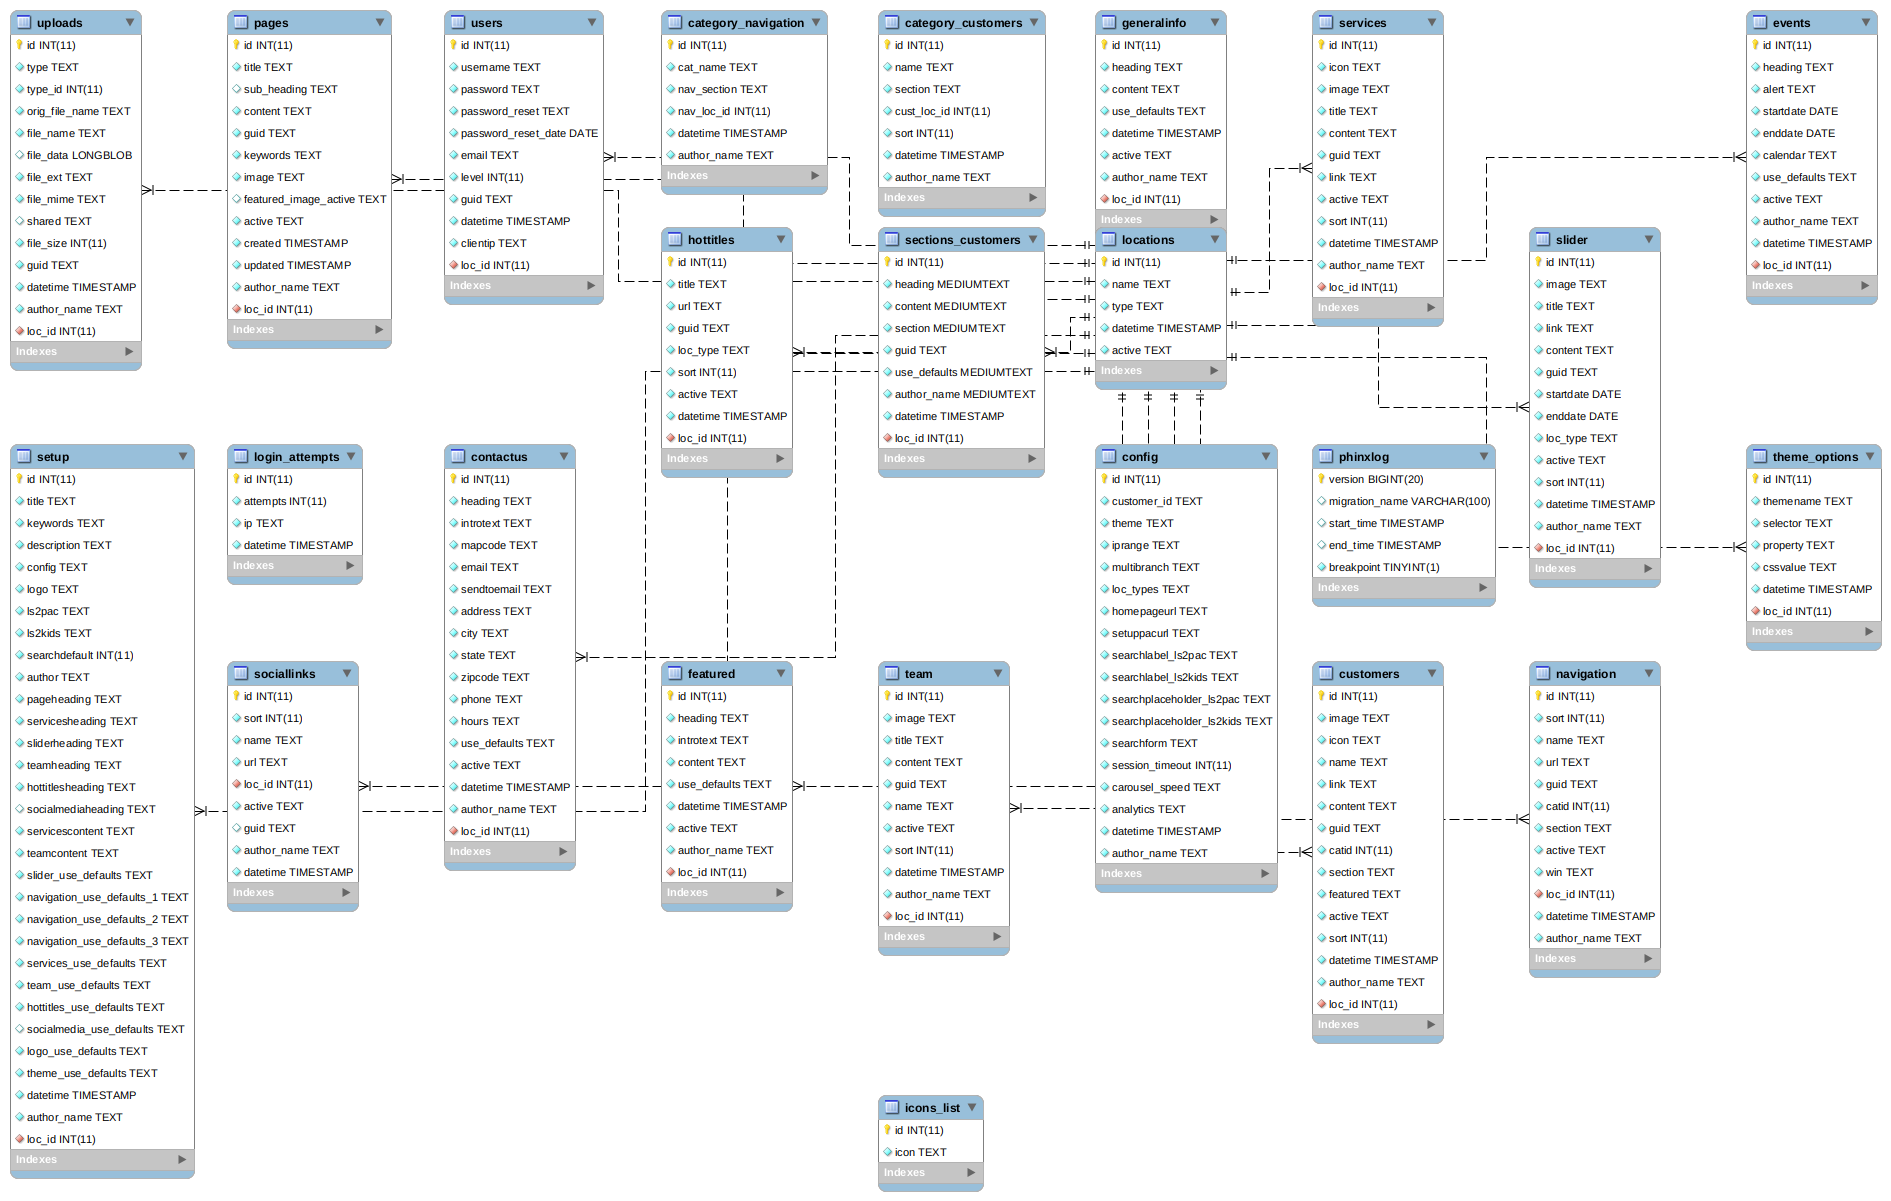 uploads
id INT(11)
type TEXT
type_id INT(11)
orig_file_name TEXT
file_name TEXT
file_data LONGBLOB
file_ext TEXT
file_mime TEXT
shared TEXT
file_size INT(11)
guid TEXT
datetime TIMESTAMP
author_name TEXT
loc_id INT(11)
Indexes
pages
id INT(11)
title TEXT
sub_heading TEXT
content TEXT
guid TEXT
keywords TEXT
image TEXT
featured_image_active TEXT
active TEXT
created TIMESTAMP
updated TIMESTAMP
author_name TEXT
loc_id INT(11)
Indexes
users
id INT(11)
username TEXT
password TEXT
password_reset TEXT
password_reset_date DATE
email TEXT
level INT(11)
guid TEXT
datetime TIMESTAMP
clientip TEXT
loc_id INT(11)
Indexes
category_navigation
id INT(11)
cat_name TEXT
nav_section TEXT
nav_loc_id INT(11)
datetime TIMESTAMP
author_name TEXT
Indexes
category_customers
id INT(11)
name TEXT
section TEXT
cust_loc_id INT(11)
sort INT(11)
datetime TIMESTAMP
author_name TEXT
Indexes
generalinfo
id INT(11)
heading TEXT
content TEXT
use_defaults TEXT
datetime TIMESTAMP
active TEXT
author_name TEXT
loc_id INT(11)
Indexes
services
id INT(11)
icon TEXT
image TEXT
title TEXT
content TEXT
guid TEXT
link TEXT
active TEXT
sort INT(11)
datetime TIMESTAMP
author_name TEXT
loc_id INT(11)
Indexes
events
id INT(11)
heading TEXT
alert TEXT
startdate DATE
enddate DATE
calendar TEXT
use_defaults TEXT
active TEXT
author_name TEXT
datetime TIMESTAMP
loc_id INT(11)
Indexes
hottitles
id INT(11)
title TEXT
url TEXT
guid TEXT
loc_type TEXT
sort INT(11)
active TEXT
datetime TIMESTAMP
loc_id INT(11)
Indexes
sections_customers
id INT(11)
heading MEDIUMTEXT
content MEDIUMTEXT
section MEDIUMTEXT
guid TEXT
use_defaults MEDIUMTEXT
author_name MEDIUMTEXT
datetime TIMESTAMP
loc_id INT(11)
Indexes
locations
id INT(11)
name TEXT
type TEXT
datetime TIMESTAMP
active TEXT
Indexes
slider
id INT(11)
image TEXT
title TEXT
link TEXT
content TEXT
guid TEXT
startdate DATE
enddate DATE
loc_type TEXT
active TEXT
sort INT(11)
datetime TIMESTAMP
author_name TEXT
loc_id INT(11)
Indexes
setup
id INT(11)
title TEXT
keywords TEXT
description TEXT
config TEXT
logo TEXT
ls2pac TEXT
ls2kids TEXT
searchdefault INT(11)
author TEXT
pageheading TEXT
servicesheading TEXT
sliderheading TEXT
teamheading TEXT
hottitlesheading TEXT
socialmediaheading TEXT
servicescontent TEXT
teamcontent TEXT
slider_use_defaults TEXT
navigation_use_defaults_1 TEXT
navigation_use_defaults_2 TEXT
navigation_use_defaults_3 TEXT
services_use_defaults TEXT
team_use_defaults TEXT
hottitles_use_defaults TEXT
socialmedia_use_defaults TEXT
logo_use_defaults TEXT
theme_use_defaults TEXT
datetime TIMESTAMP
author_name TEXT
loc_id INT(11)
Indexes
login_attempts
id INT(11)
attempts INT(11)
ip TEXT
datetime TIMESTAMP
Indexes
contactus
id INT(11)
heading TEXT
introtext TEXT
mapcode TEXT
email TEXT
sendtoemail TEXT
address TEXT
city TEXT
state TEXT
zipcode TEXT
phone TEXT
hours TEXT
use_defaults TEXT
active TEXT
datetime TIMESTAMP
author_name TEXT
loc_id INT(11)
Indexes
config
id INT(11)
customer_id TEXT
theme TEXT
iprange TEXT
multibranch TEXT
loc_types TEXT
homepageurl TEXT
setuppacurl TEXT
searchlabel_ls2pac TEXT
searchlabel_ls2kids TEXT
searchplaceholder_ls2pac TEXT
searchplaceholder_ls2kids TEXT
searchform TEXT
session_timeout INT(11)
carousel_speed TEXT
analytics TEXT
datetime TIMESTAMP
author_name TEXT
Indexes
phinxlog
version BIGINT(20)
migration_name VARCHAR(100)
start_time TIMESTAMP
end_time TIMESTAMP
breakpoint TINYINT(1)
Indexes
theme_options
id INT(11)
themename TEXT
selector TEXT
property TEXT
cssvalue TEXT
datetime TIMESTAMP
loc_id INT(11)
Indexes
sociallinks
id INT(11)
sort INT(11)
name TEXT
url TEXT
loc_id INT(11)
active TEXT
guid TEXT
author_name TEXT
datetime TIMESTAMP
Indexes
featured
id INT(11)
heading TEXT
introtext TEXT
content TEXT
use_defaults TEXT
datetime TIMESTAMP
active TEXT
author_name TEXT
loc_id INT(11)
Indexes
team
id INT(11)
image TEXT
title TEXT
content TEXT
guid TEXT
name TEXT
active TEXT
sort INT(11)
datetime TIMESTAMP
author_name TEXT
loc_id INT(11)
Indexes
customers
id INT(11)
image TEXT
icon TEXT
name TEXT
link TEXT
content TEXT
guid TEXT
catid INT(11)
section TEXT
featured TEXT
active TEXT
sort INT(11)
datetime TIMESTAMP
author_name TEXT
loc_id INT(11)
Indexes
navigation
id INT(11)
sort INT(11)
name TEXT
url TEXT
guid TEXT
catid INT(11)
section TEXT
active TEXT
win TEXT
loc_id INT(11)
datetime TIMESTAMP
author_name TEXT
Indexes
icons_list
id INT(11)
icon TEXT
Indexes